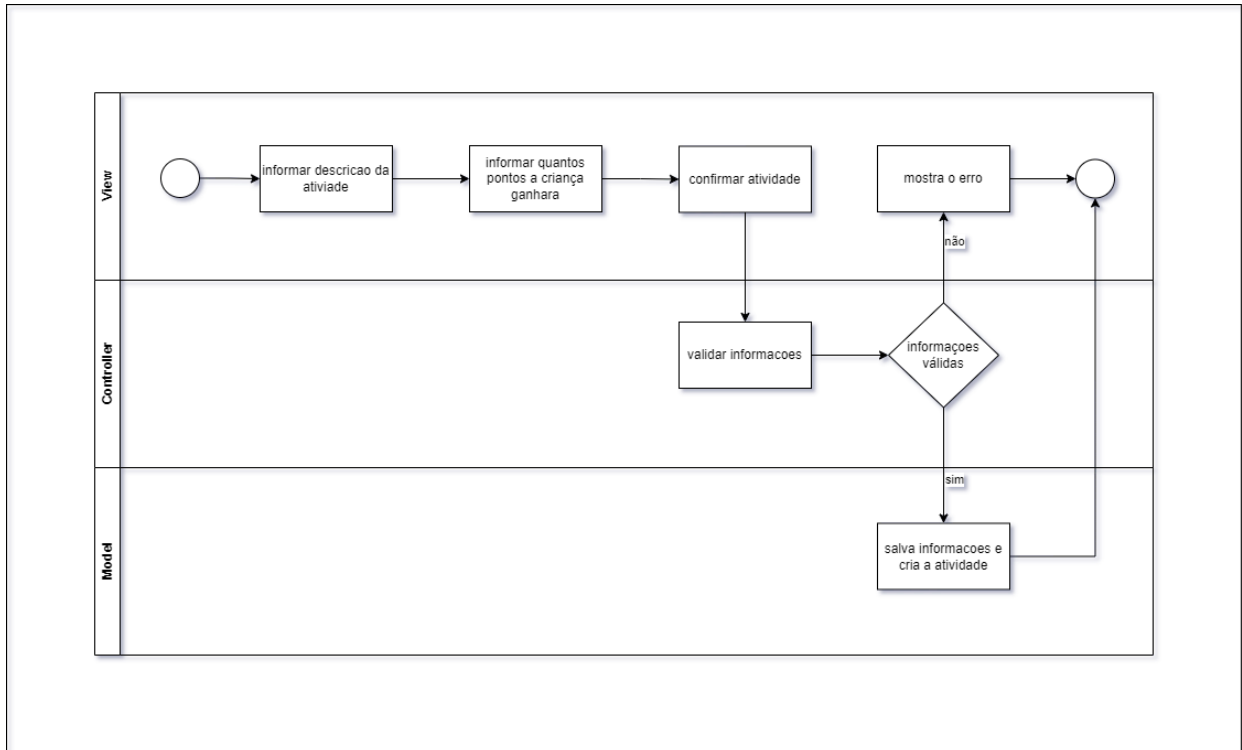 View
informar descricao da
ativiade
informar quantos
pontos a criança
ganhara
confirmar atividade
mostra o erro
não
Controller
validar informacoes
informaçoes
válidas
sim
Model
salva informacoes e
cria a atividade